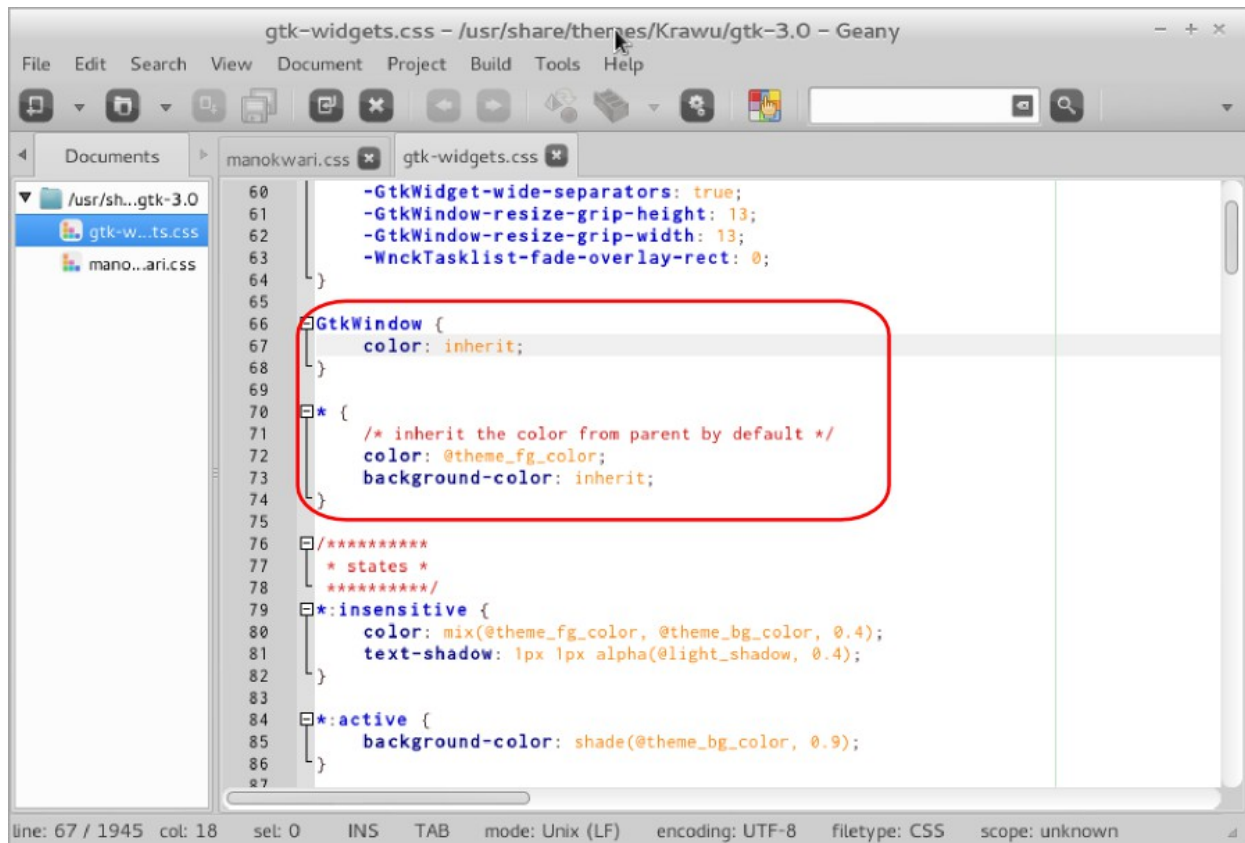 gtk-widgets.css – /usr/share/themes/Krawu/gtk-3.0 – Geany
File Edit Search View Document Project Build Tools Help
Documents
manokwari.css
gtk-widgets.css
/usr/sh...gtk-3.0
gtk-w...ts.css
mano...ari.css
60 -GtkWidget-wide-separators: true;
61 -GtkWindow-resize-grip-height: 13;
62 -GtkWindow-resize-grip-width: 13;
63 -WnckTasklist-fade-overlay-rect: 0;
64 }
65
66 GtkWindow {
67 color: inherit;
68 }
69
70 * {
71 /* inherit the color from parent by default */
72 color: @theme_fg_color;
73 background-color: inherit;
74 }
75
76 /**********
77 * states *
78 **********/
79 *:insensitive {
80 color: mix(@theme_fg_color, @theme_bg_color, 0.4);
81 text-shadow: 1px 1px alpha(@light_shadow, 0.4);
82 }
83
84 *:active {
85 background-color: shade(@theme_bg_color, 0.9);
86 }
87
line: 67 / 1945 col: 18 sel: 0 INS TAB mode: Unix (LF) encoding: UTF-8 filetype: CSS scope: unknown